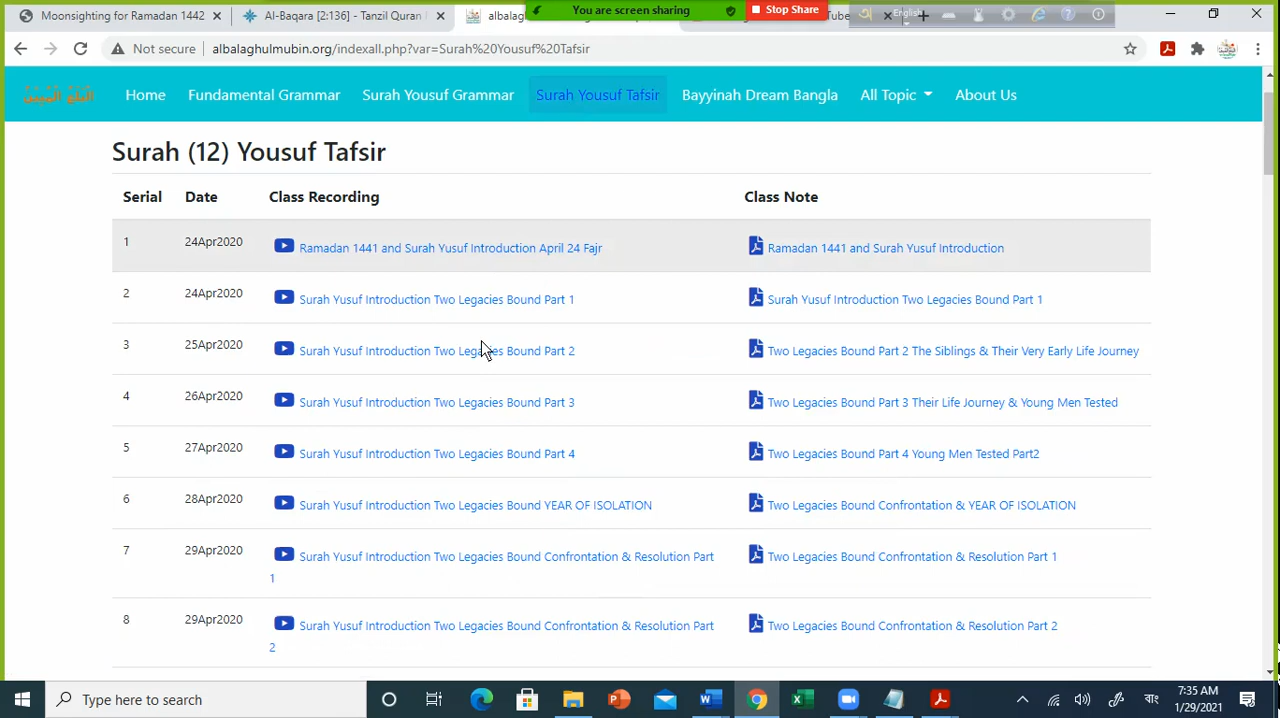 Moonsighting for Ramadan 1442
Al-Baqara [2:136] - Tanzil Quran
albalag
You are screen sharing
Stop Share
Tube
English
Not secure
albalaghulmubin.org/indexall.php?var=Surah%20Yousuf%20Tafsir
Home
Fundamental Grammar
Surah Yousuf Grammar
Surah Yousuf Tafsir
Bayyinah Dream Bangla
All Topic
About Us
Surah (12) Yousuf Tafsir
Serial Date Class Recording Class Note
1 24Apr2020 Ramadan 1441 and Surah Yusuf Introduction April 24 Fajr Ramadan 1441 and Surah Yusuf Introduction
2 24Apr2020 Surah Yusuf Introduction Two Legacies Bound Part 1 Surah Yusuf Introduction Two Legacies Bound Part 1
3 25Apr2020 Surah Yusuf Introduction Two Legacies Bound Part 2 Two Legacies Bound Part 2 The Siblings & Their Very Early Life Journey
4 26Apr2020 Surah Yusuf Introduction Two Legacies Bound Part 3 Two Legacies Bound Part 3 Their Life Journey & Young Men Tested
5 27Apr2020 Surah Yusuf Introduction Two Legacies Bound Part 4 Two Legacies Bound Part 4 Young Men Tested Part2
6 28Apr2020 Surah Yusuf Introduction Two Legacies Bound YEAR OF ISOLATION Two Legacies Bound Confrontation & YEAR OF ISOLATION
7 29Apr2020 Surah Yusuf Introduction Two Legacies Bound Confrontation & Resolution Part Two Legacies Bound Confrontation & Resolution Part 1
1
8 29Apr2020 Surah Yusuf Introduction Two Legacies Bound Confrontation & Resolution Part Two Legacies Bound Confrontation & Resolution Part 2
2
Type here to search
বাং
7:35 AM
1/29/2021